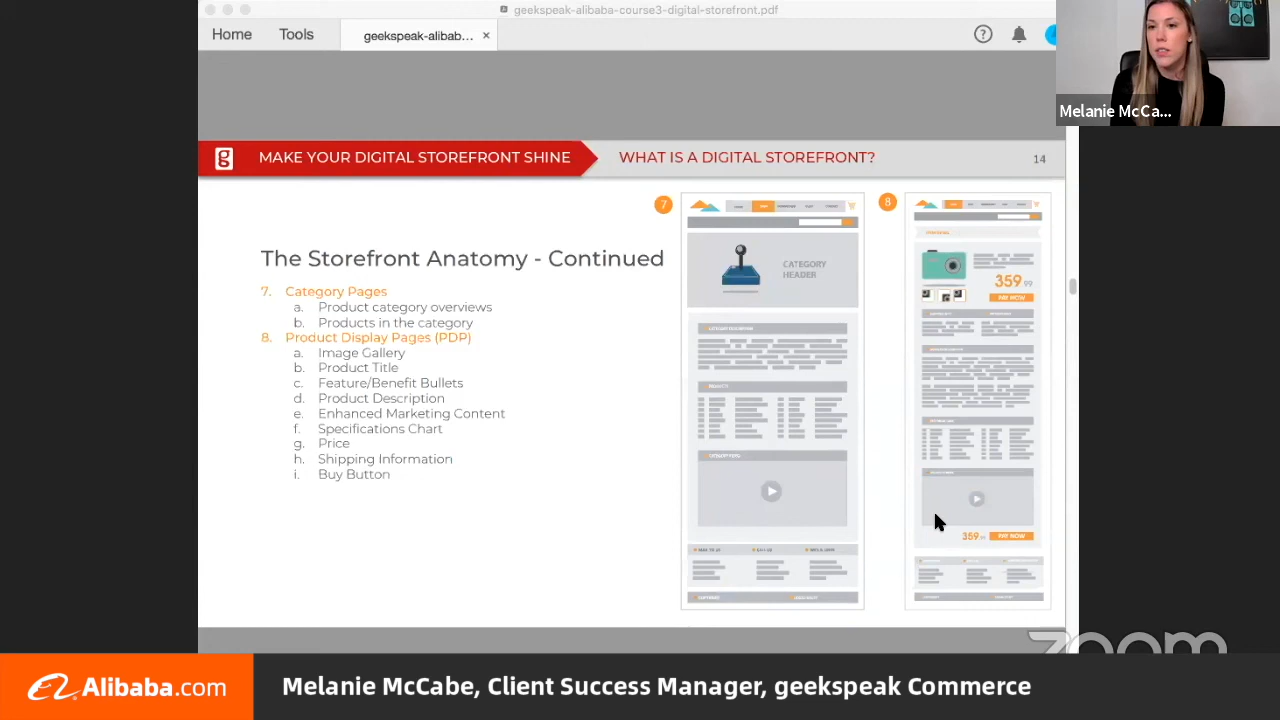 geekspeak-alibaba-course3-digital-storefront.pdf
Home
Tools
geekspeak-alibab...
Melanie McCa...
MAKE YOUR DIGITAL STOREFRONT SHINE
WHAT IS A DIGITAL STOREFRONT?
14
The Storefront Anatomy - Continued
7. Category Pages
a. Product category overviews
b. Products in the category
8. Product Display Pages (PDP)
a. Image Gallery
b. Product Title
c. Feature/Benefit Bullets
d. Product Description
e. Enhanced Marketing Content
f. Specifications Chart
g. Price
h. Shipping Information
i. Buy Button
7
CATEGORY
HEADER
8
359
PAY NOW
359
PAY NOW
zoom
Alibaba.com
Melanie McCabe, Client Success Manager, geekspeak Commerce